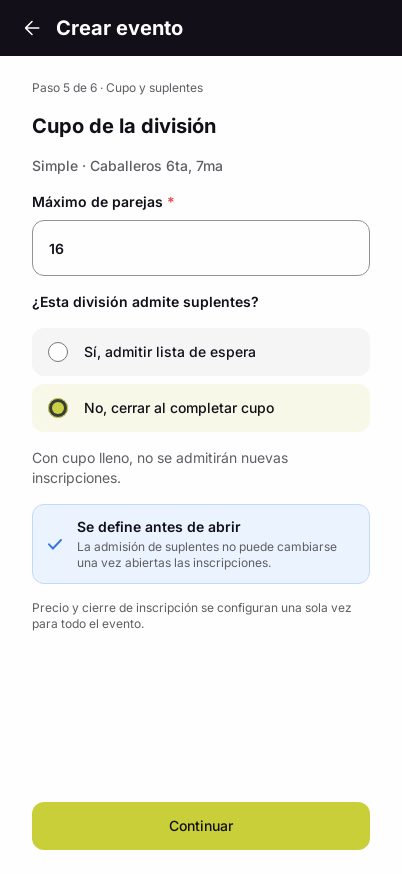 Crear evento
Paso 5 de 6 · Cupo y suplentes
Cupo de la división
Simple · Caballeros 6ta, 7ma
Máximo de parejas *
16
¿Esta división admite suplentes?
Sí, admitir lista de espera
No, cerrar al completar cupo
Con cupo lleno, no se admitirán nuevas
inscripciones.
Se define antes de abrir
La admisión de suplentes no puede cambiarse
una vez abiertas las inscripciones.
Precio y cierre de inscripción se configuran una sola vez
para todo el evento.
Continuar